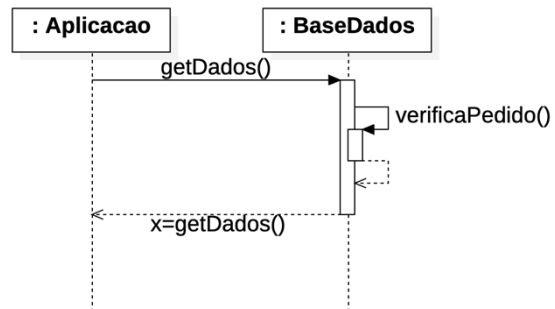 : Aplicacao
: BaseDados
getDados()
verificaPedido()
x=getDados()